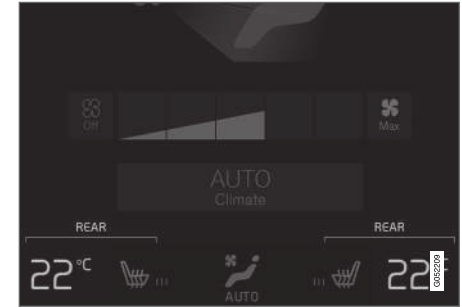 Off
Max
AUTO
Climate
REAR REAR
22°C 22
AUTO
G052209